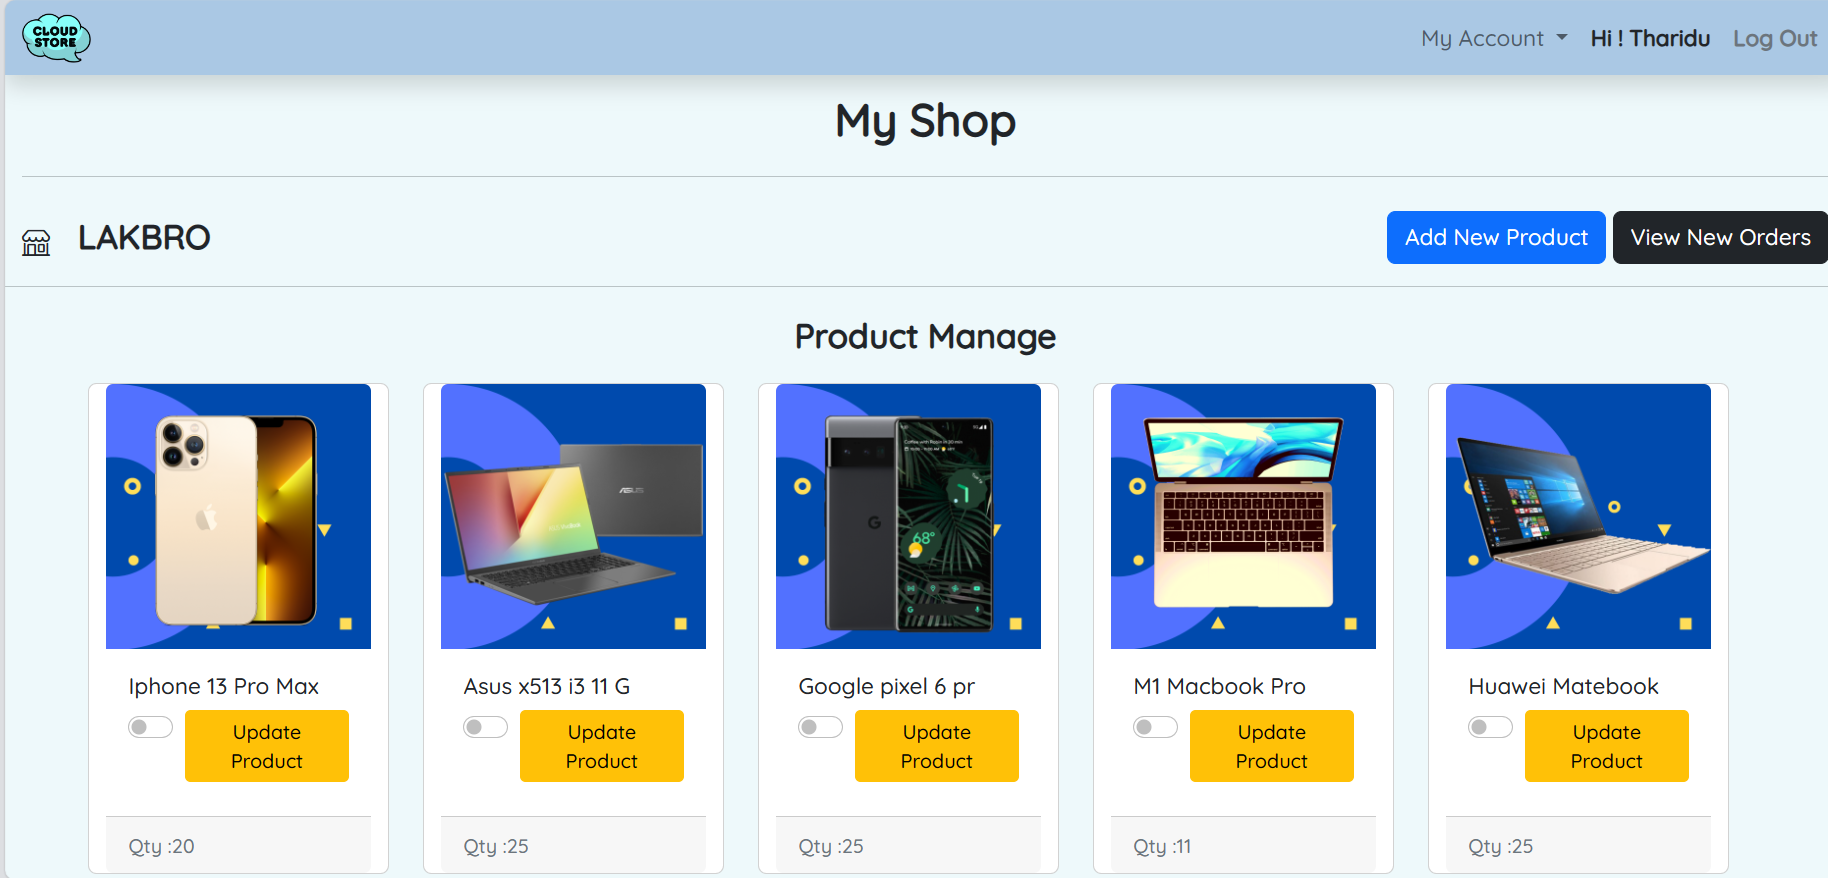 CLOUD
STORE
My Account
Hi ! Tharidu
Log Out
My Shop
LAKBRO
Add New Product
View New Orders
Product Manage
ASUS
G
68°
Iphone 13 Pro Max
Update
Product
Qty :20
Asus x513 i3 11 G
Update
Product
Qty :25
Google pixel 6 pr
Update
Product
Qty :25
M1 Macbook Pro
Update
Product
Qty :11
Huawei Matebook
Update
Product
Qty :25